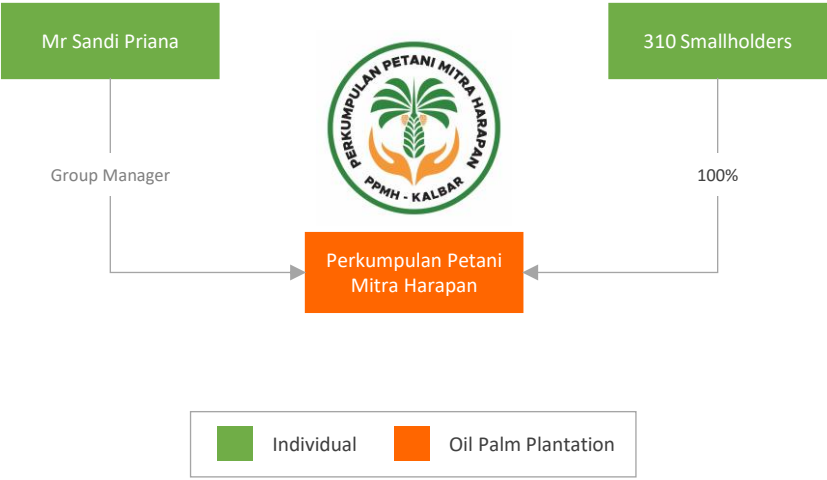 Mr Sandi Priana
310 Smallholders
PERKUMPULAN PETANI MITRA HARAPAN
PPMH - KALBAR
Group Manager
100%
Perkumpulan Petani
Mitra Harapan
Individual
Oil Palm Plantation